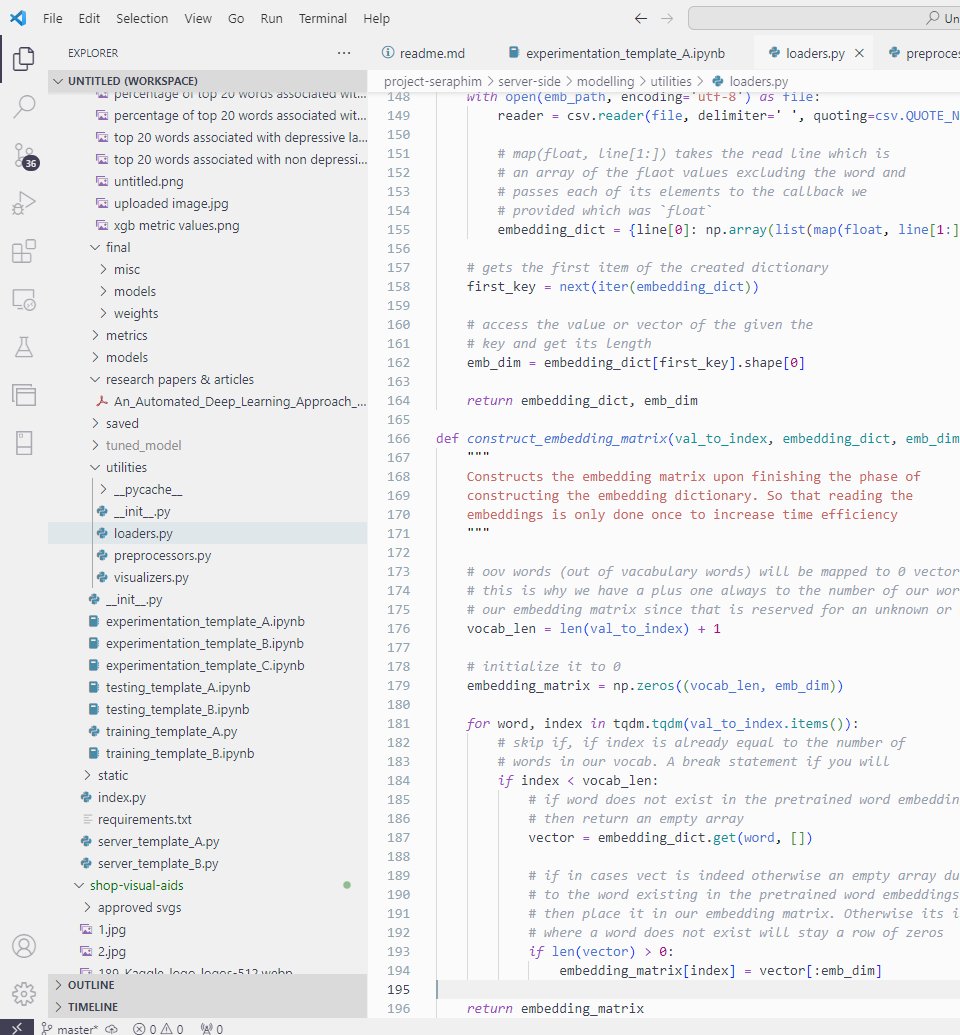 File Edit Selection View Go Run Terminal Help
Un
EXPLORER
readme.md experimentation_template_A.ipynb loaders.py preproces
UNTITLED (WORKSPACE)
project-seraphim > server-side > modelling > utilities > loaders.py
percentage of top 20 words associated wit...
percentage of top 20 words associated wit...
top 20 words associated with depressive la...
top 20 words associated with non depressi...
untitled.png
uploaded image.jpg
xgb metric values.png
final
misc
models
weights
metrics
models
research papers & articles
An_Automated_Deep_Learning_Approach_...
saved
tuned_model
utilities
__pycache__
__init__.py
loaders.py
preprocessors.py
visualizers.py
__init__.py
experimentation_template_A.ipynb
experimentation_template_B.ipynb
experimentation_template_C.ipynb
testing_template_A.ipynb
testing_template_B.ipynb
training_template_A.py
training_template_B.ipynb
static
index.py
requirements.txt
server_template_A.py
server_template_B.py
shop-visual-aids
approved svgs
1.jpg
2.jpg
189_Kaggle_logo_logos-512.webp
OUTLINE
TIMELINE
36
148 with open(emb_path, encoding='utf-8') as file:
149 reader = csv.reader(file, delimiter=' ', quoting=csv.QUOTE_N
150
151 # map(float, line[1:]) takes the read line which is
152 # an array of the flaot values excluding the word and
153 # passes each of its elements to the callback we
154 # provided which was `float`
155 embedding_dict = {line[0]: np.array(list(map(float, line[1:]
156
157 # gets the first item of the created dictionary
158 first_key = next(iter(embedding_dict))
159
160 # access the value or vector of the given the
161 # key and get its length
162 emb_dim = embedding_dict[first_key].shape[0]
163
164 return embedding_dict, emb_dim
165
166 def construct_embedding_matrix(val_to_index, embedding_dict, emb_dim
167 """
168 Constructs the embedding matrix upon finishing the phase of
169 constructing the embedding dictionary. So that reading the
170 embeddings is only done once to increase time efficiency
171 """
172
173 # oov words (out of vacabulary words) will be mapped to 0 vector
174 # this is why we have a plus one always to the number of our wor
175 # our embedding matrix since that is reserved for an unknown or
176 vocab_len = len(val_to_index) + 1
177
178 # initialize it to 0
179 embedding_matrix = np.zeros((vocab_len, emb_dim))
180
181 for word, index in tqdm.tqdm(val_to_index.items()):
182 # skip if, if index is already equal to the number of
183 # words in our vocab. A break statement if you will
184 if index < vocab_len:
185 # if word does not exist in the pretrained word embeddin
186 # then return an empty array
187 vector = embedding_dict.get(word, [])
188
189 # if in cases vect is indeed otherwise an empty array du
190 # to the word existing in the pretrained word embeddings
191 # then place it in our embedding matrix. Otherwise its i
192 # where a word does not exist will stay a row of zeros
193 if len(vector) > 0:
194 embedding_matrix[index] = vector[:emb_dim]
195
196 return embedding_matrix
master* 0 0 0